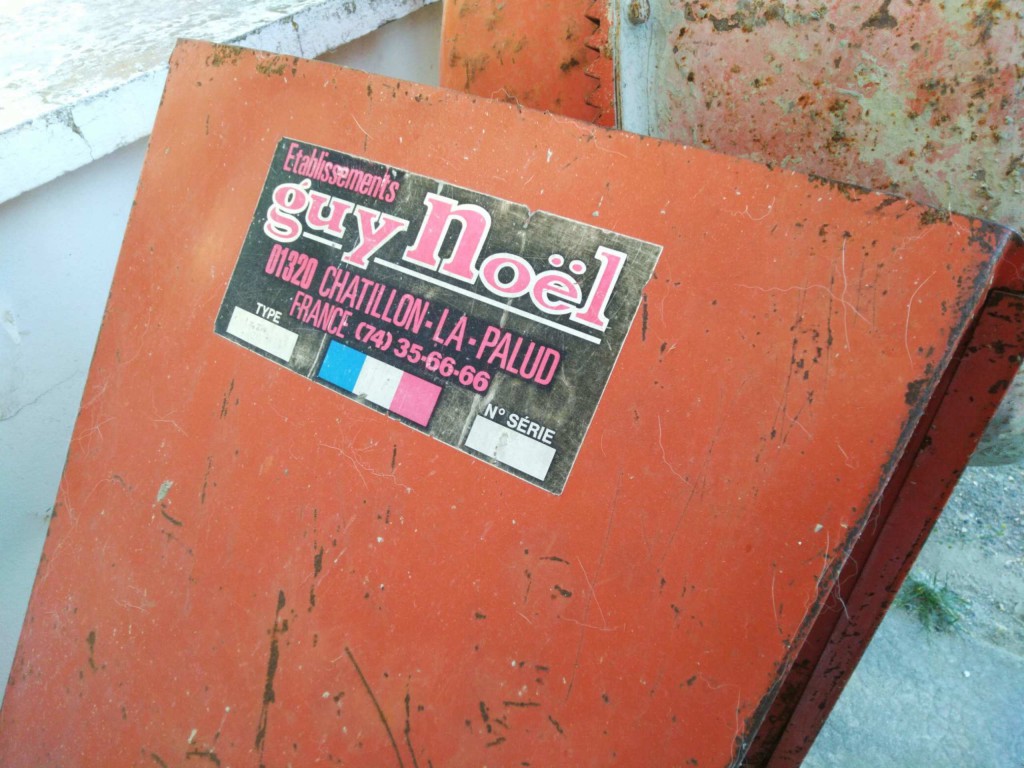 Etablissements
guy noël
01320 CHATILLON-LA-PALUD
FRANCE (74) 35-66-66
TYPE
N° SÉRIE